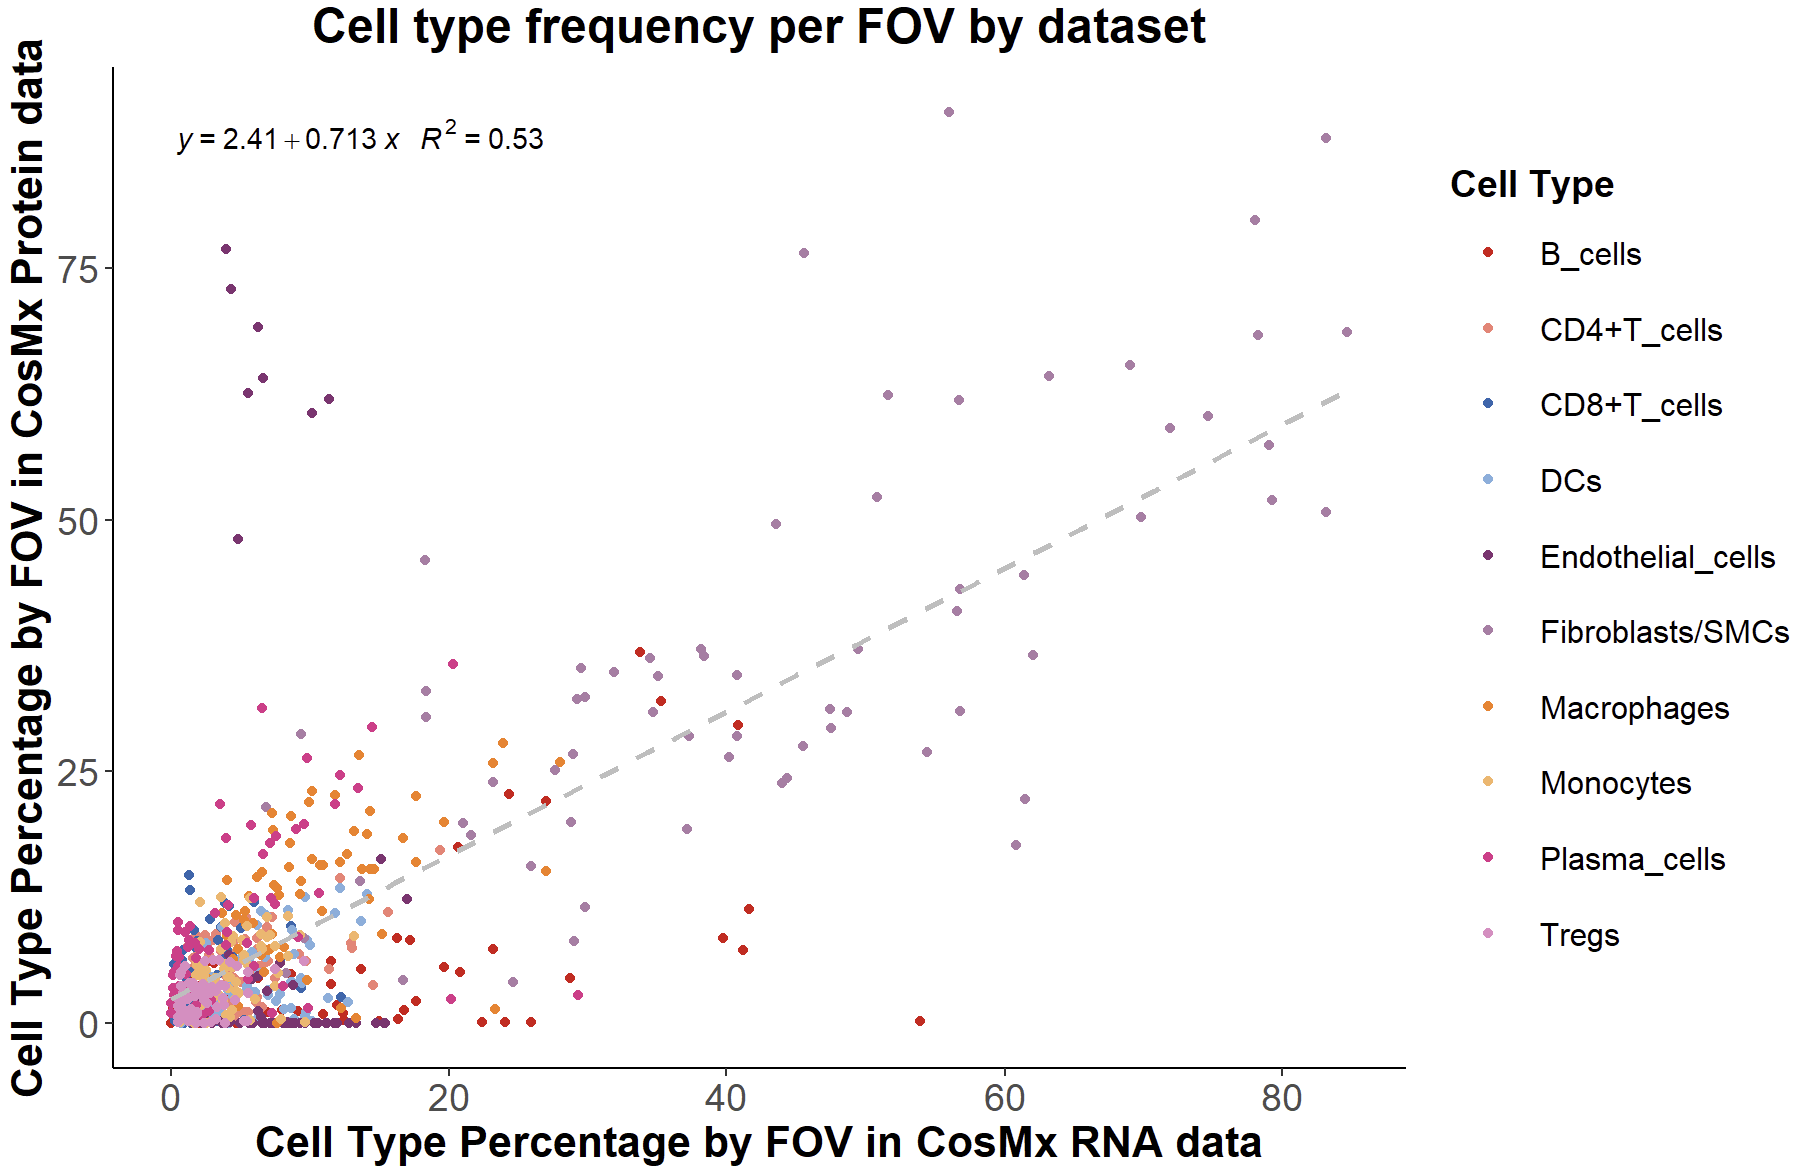 Cell type frequency per FOV by dataset
y = 2.41 + 0.713 x R² = 0.53
Cell Type Percentage by FOV in CosMx Protein data
75
50
25
0
0 20 40 60 80
Cell Type Percentage by FOV in CosMx RNA data
Cell Type
B_cells
CD4+T_cells
CD8+T_cells
DCs
Endothelial_cells
Fibroblasts/SMCs
Macrophages
Monocytes
Plasma_cells
Tregs